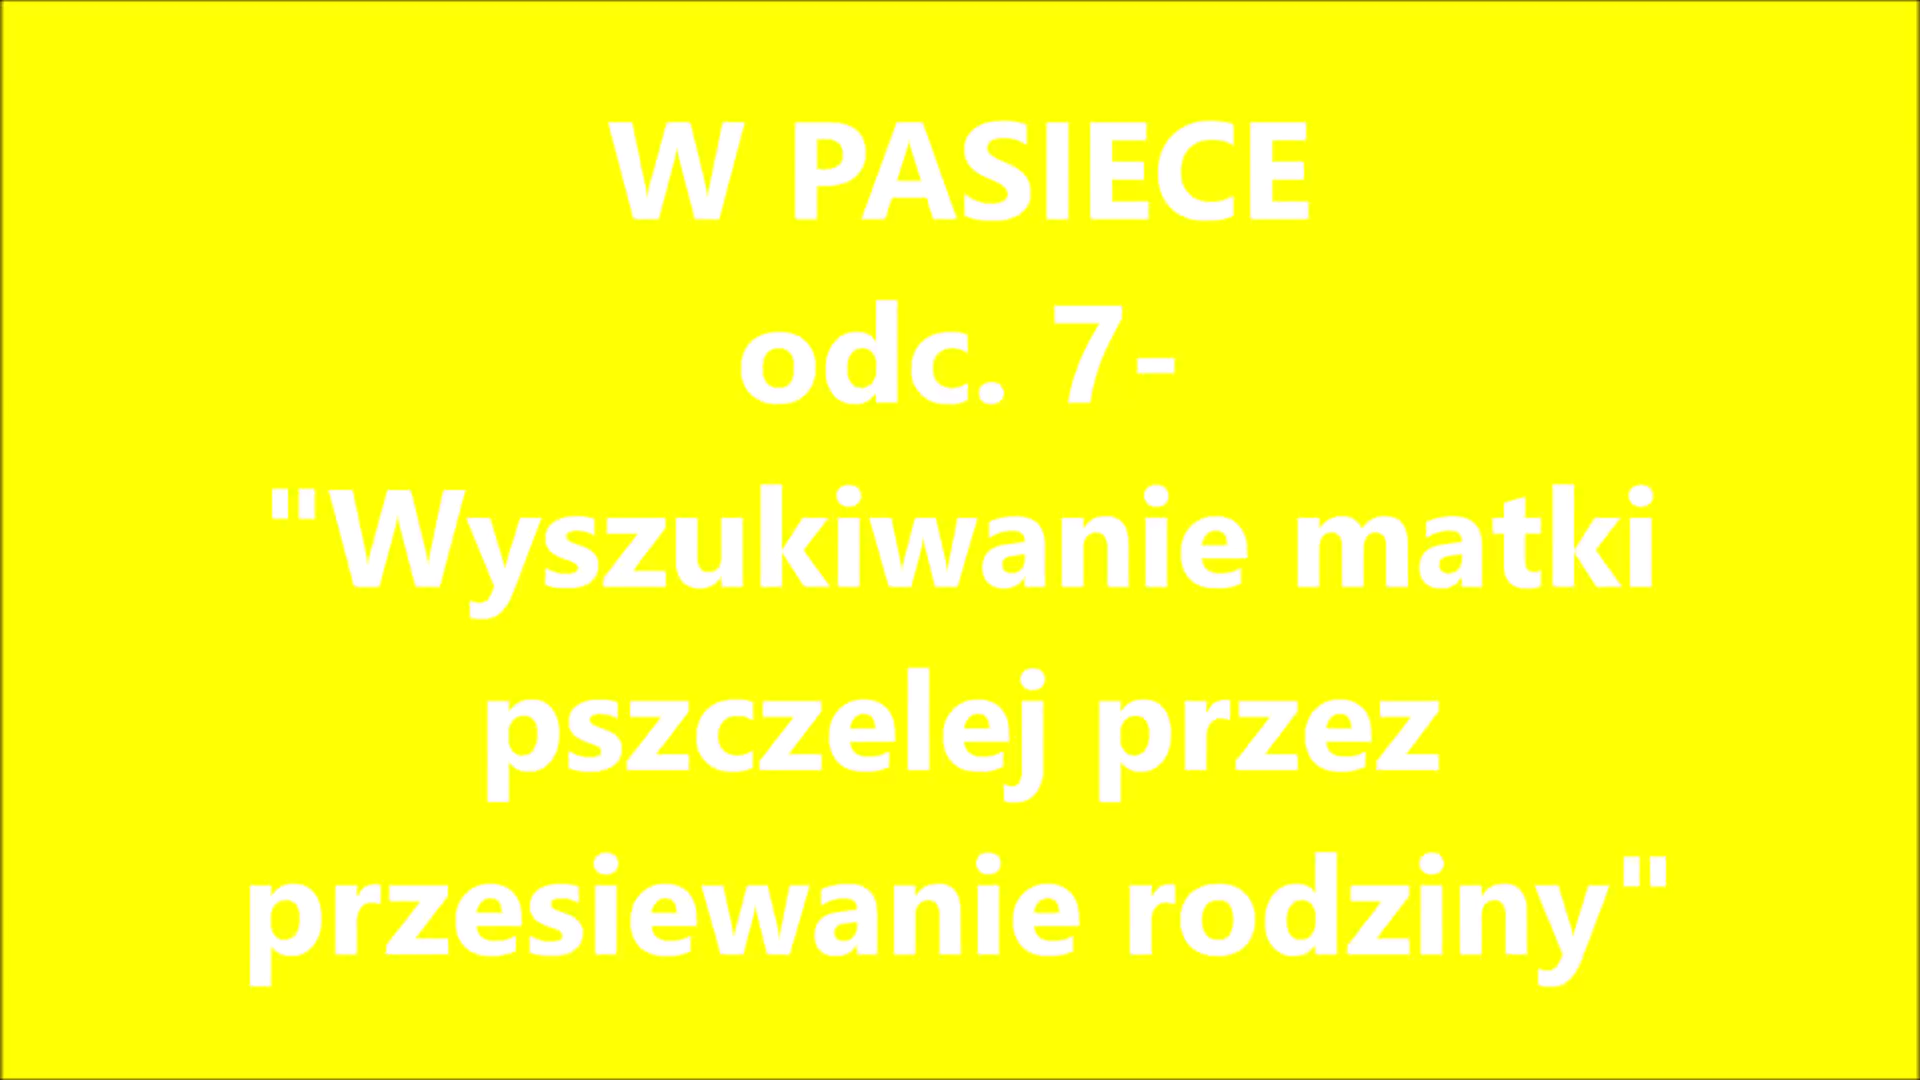 W PASIECE
odc. 7-
"Wyszukiwanie matki
pszczelej przez
przesiewanie rodziny"